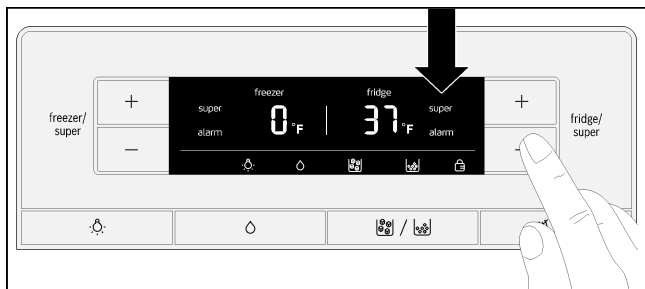 freezer fridge
super super
0°F 37°F
alarm alarm
freezer/
super
+
−
+
−
fridge/
super
/